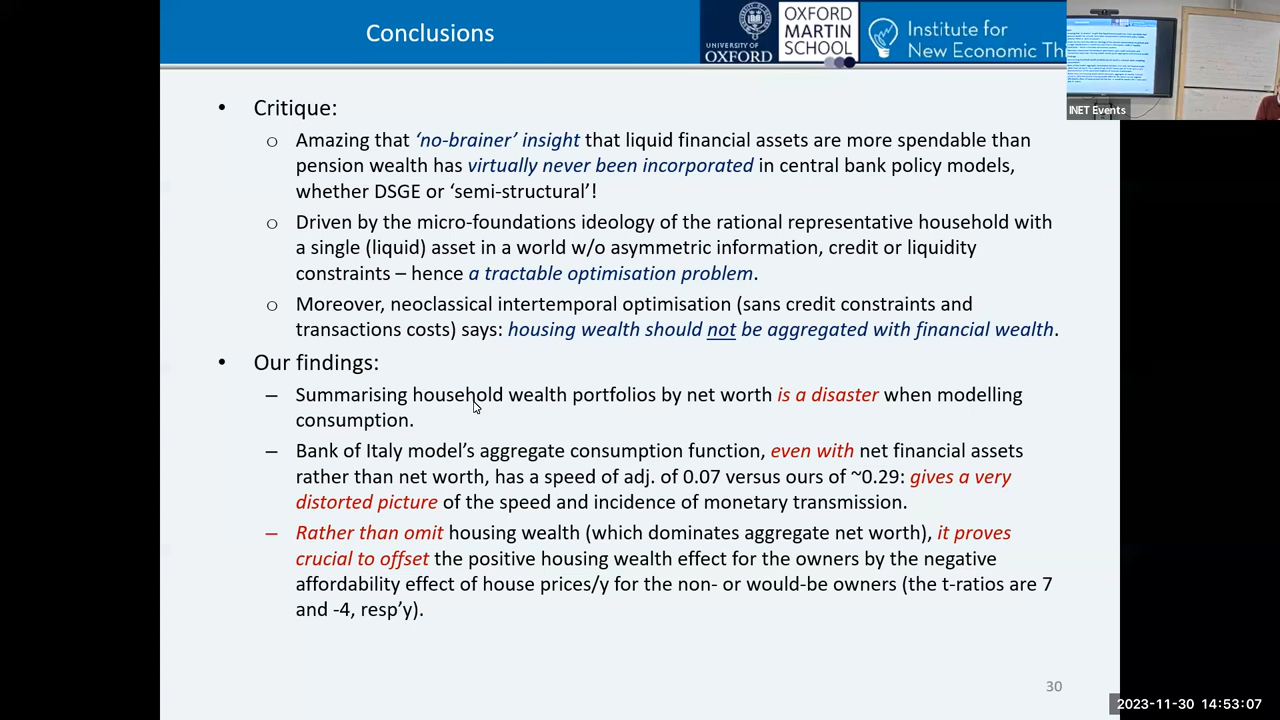 Conclusions
UNIVERSITY OF
OXFORD
OXFORD
MARTIN
SCHOOL
Institute for
New Economic Th
INET Events
• Critique:
o Amazing that ‘no-brainer’ insight that liquid financial assets are more spendable than
pension wealth has virtually never been incorporated in central bank policy models,
whether DSGE or ‘semi-structural’!
o Driven by the micro-foundations ideology of the rational representative household with
a single (liquid) asset in a world w/o asymmetric information, credit or liquidity
constraints – hence a tractable optimisation problem.
o Moreover, neoclassical intertemporal optimisation (sans credit constraints and
transactions costs) says: housing wealth should not be aggregated with financial wealth.
• Our findings:
– Summarising household wealth portfolios by net worth is a disaster when modelling
consumption.
– Bank of Italy model’s aggregate consumption function, even with net financial assets
rather than net worth, has a speed of adj. of 0.07 versus ours of ~0.29: gives a very
distorted picture of the speed and incidence of monetary transmission.
– Rather than omit housing wealth (which dominates aggregate net worth), it proves
crucial to offset the positive housing wealth effect for the owners by the negative
affordability effect of house prices/y for the non- or would-be owners (the t-ratios are 7
and -4, resp’y).
30
2023-11-30 14:53:07